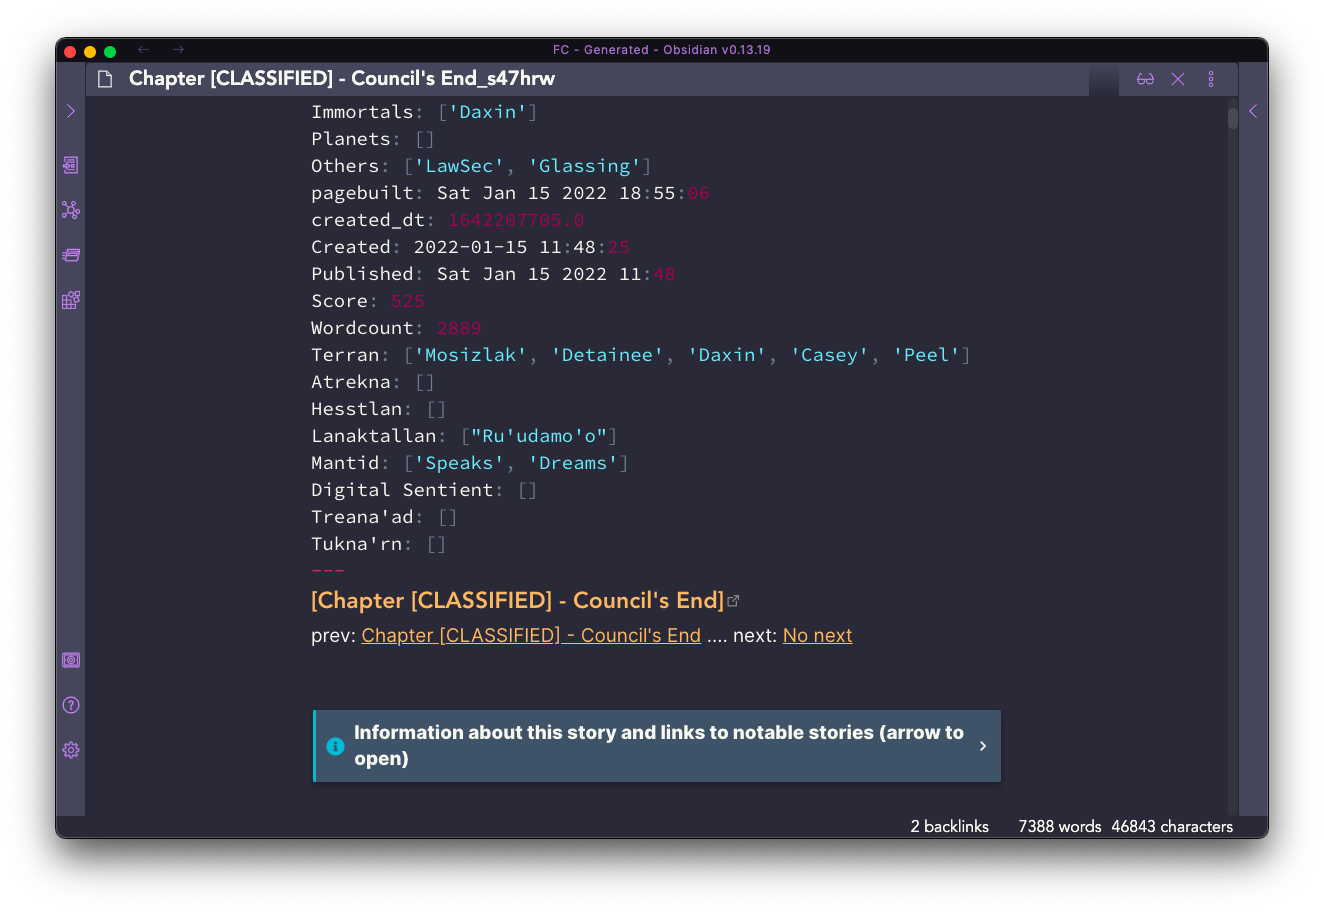 FC - Generated - Obsidian v0.13.19
Chapter [CLASSIFIED] - Council's End_s47hrw
Immortals: ['Daxin']
Planets: []
Others: ['LawSec', 'Glassing']
pagebuilt: Sat Jan 15 2022 18:55:06
created_dt: 1642207705.0
Created: 2022-01-15 11:48:25
Published: Sat Jan 15 2022 11:48
Score: 525
Wordcount: 2889
Terran: ['Mosizlak', 'Detainee', 'Daxin', 'Casey', 'Peel']
Atrekna: []
Hesstlan: []
Lanaktallan: ["Ru'udamo'o"]
Mantid: ['Speaks', 'Dreams']
Digital Sentient: []
Treana'ad: []
Tukna'rn: []
---
[Chapter [CLASSIFIED] - Council's End]
prev: Chapter [CLASSIFIED] - Council's End .... next: No next
Information about this story and links to notable stories (arrow to
open)
2 backlinks 7388 words 46843 characters